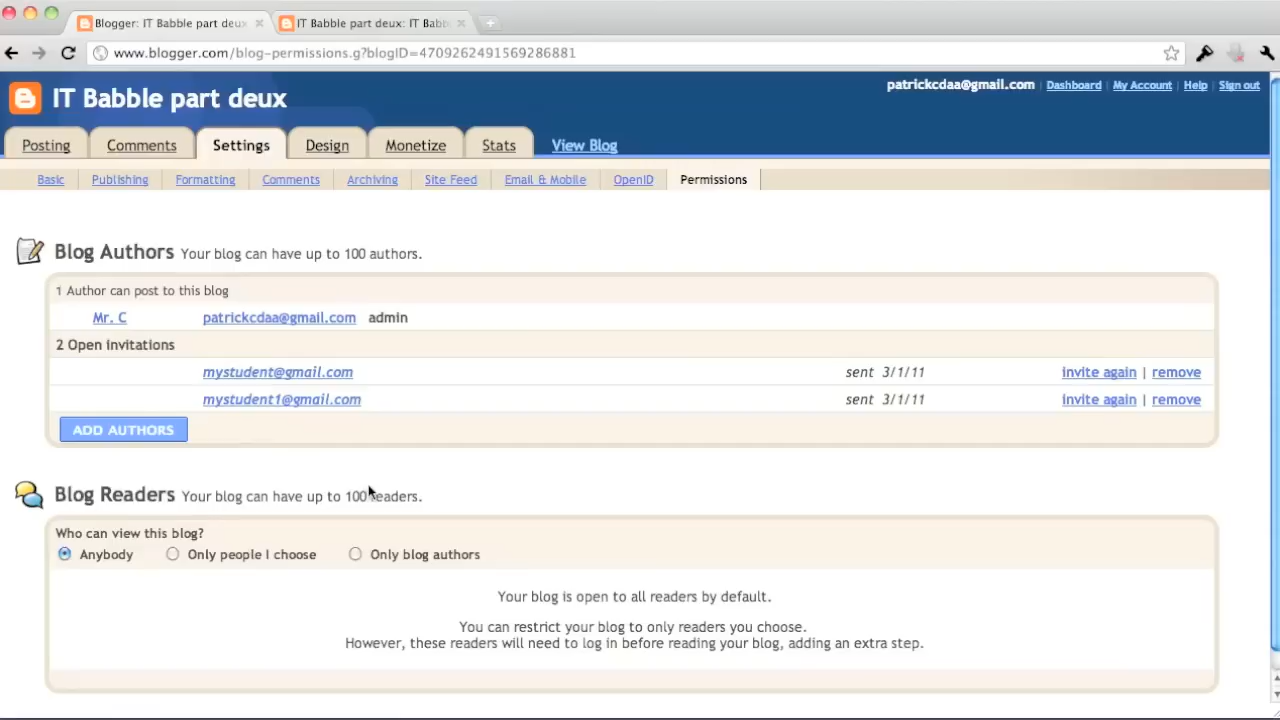 Blogger: IT Babble part deux
IT Babble part deux: IT Bab
www.blogger.com/blog-permissions.g?blogID=4709262491569286881
IT Babble part deux
patrickcdaa@gmail.com | Dashboard | My Account | Help | Sign out
Posting Comments Settings Design Monetize Stats View Blog
Basic Publishing Formatting Comments Archiving Site Feed Email & Mobile OpenID Permissions
Blog Authors Your blog can have up to 100 authors.
1 Author can post to this blog
Mr. C patrickcdaa@gmail.com admin
2 Open invitations
mystudent@gmail.com sent 3/1/11 invite again | remove
mystudent1@gmail.com sent 3/1/11 invite again | remove
ADD AUTHORS
Blog Readers Your blog can have up to 100 readers.
Who can view this blog?
Anybody Only people I choose Only blog authors
Your blog is open to all readers by default.
You can restrict your blog to only readers you choose.
However, these readers will need to log in before reading your blog, adding an extra step.